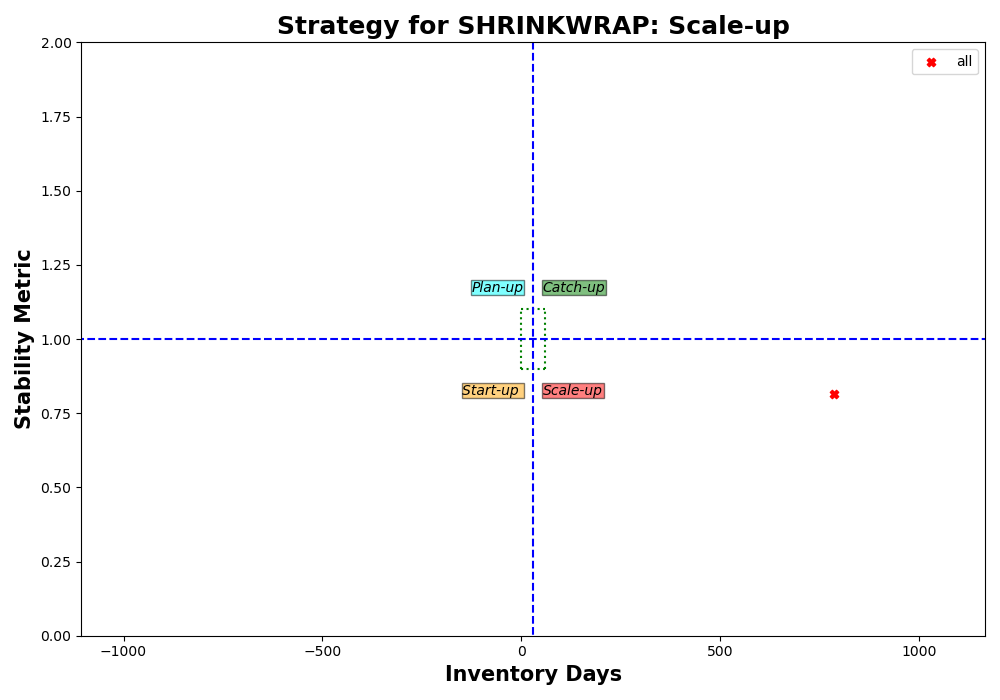 Strategy for SHRINKWRAP: Scale-up
all
2.00
1.75
1.50
1.25
1.00
0.75
0.50
0.25
0.00
Stability Metric
Plan-up
Catch-up
Start-up
Scale-up
−1000
−500
0
500
1000
Inventory Days